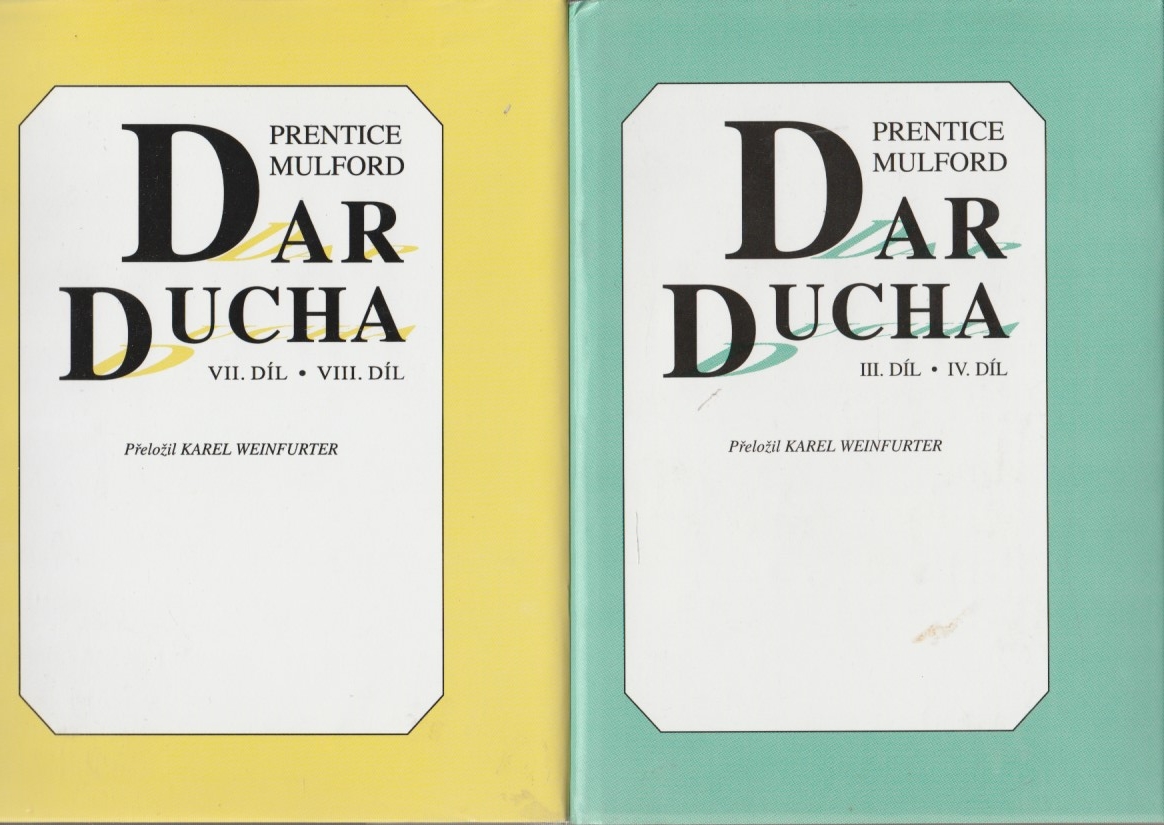 PRENTICE
MULFORD
DAR
DUCHA
VII. DÍL • VIII. DÍL
Přeložil KAREL WEINFURTER
PRENTICE
MULFORD
DAR
DUCHA
III. DÍL • IV. DÍL
Přeložil KAREL WEINFURTER